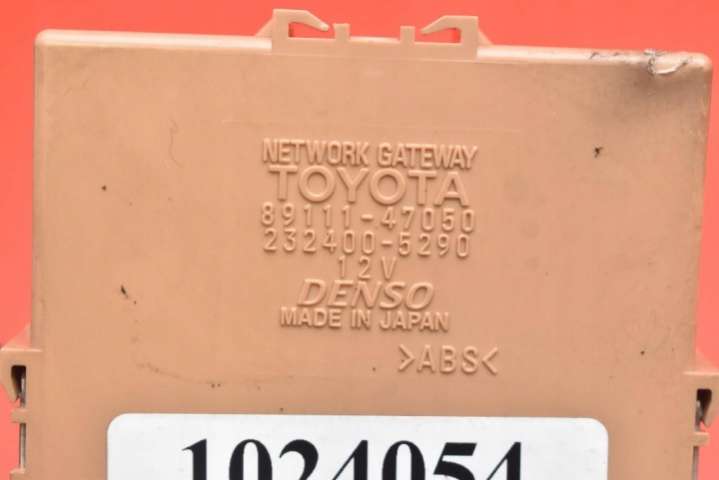 NETWORK GATEWAY
TOYOTA
89111-47050
232400-5290
12V
DENSO
MADE IN JAPAN
>ABS<
1024054